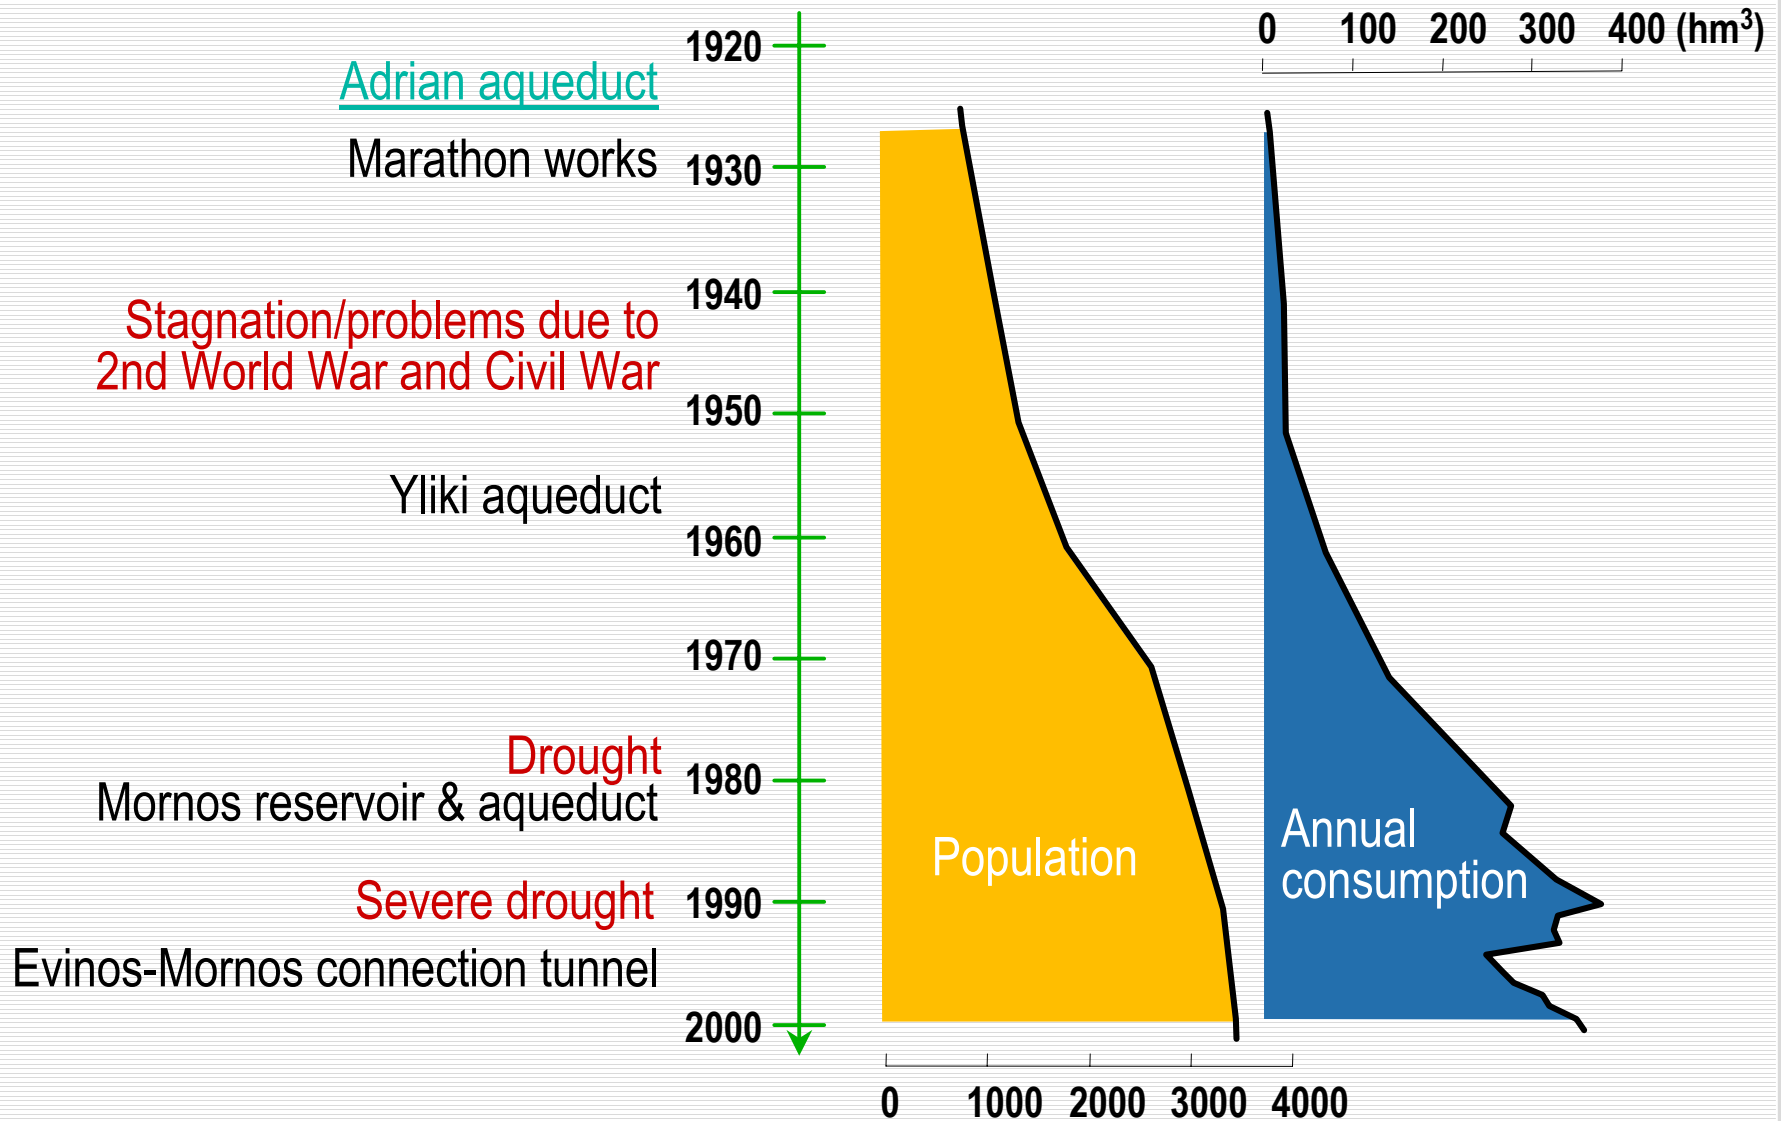 0 100 200 300 400 (hm³)
1920
Adrian aqueduct
Marathon works
1930
1940
Stagnation/problems due to
2nd World War and Civil War
1950
Yliki aqueduct
1960
1970
Drought
1980
Mornos reservoir & aqueduct
Annual
consumption
Population
Severe drought
1990
Evinos-Mornos connection tunnel
2000
0 1000 2000 3000 4000